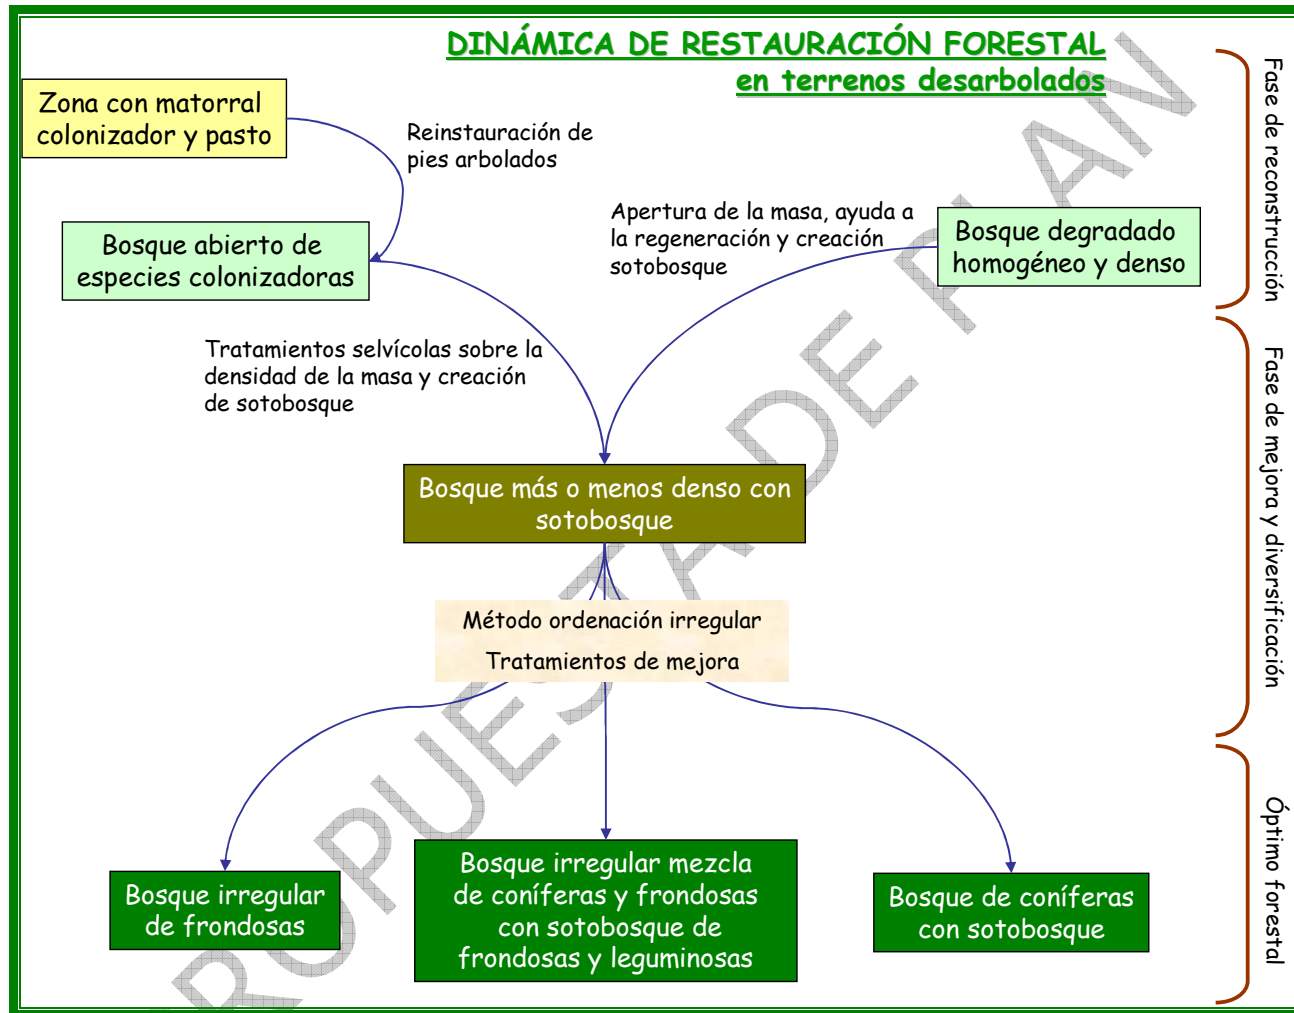 DINÁMICA DE RESTAURACIÓN FORESTAL
en terrenos desarbolados
Zona con matorral
colonizador y pasto
Reinstauración de
pies arbolados
Bosque abierto de
especies colonizadoras
Apertura de la masa, ayuda a
la regeneración y creación
sotobosque
Bosque degradado
homogéneo y denso
Fase de reconstrucción
Tratamientos selvícolas sobre la
densidad de la masa y creación
de sotobosque
Bosque más o menos denso con
sotobosque
Método ordenación irregular
Tratamientos de mejora
Fase de mejora y diversificación
Bosque irregular
de frondosas
Bosque irregular mezcla
de coníferas y frondosas
con sotobosque de
frondosas y leguminosas
Bosque de coníferas
con sotobosque
Óptimo forestal
ROPUESTA DE PLAN